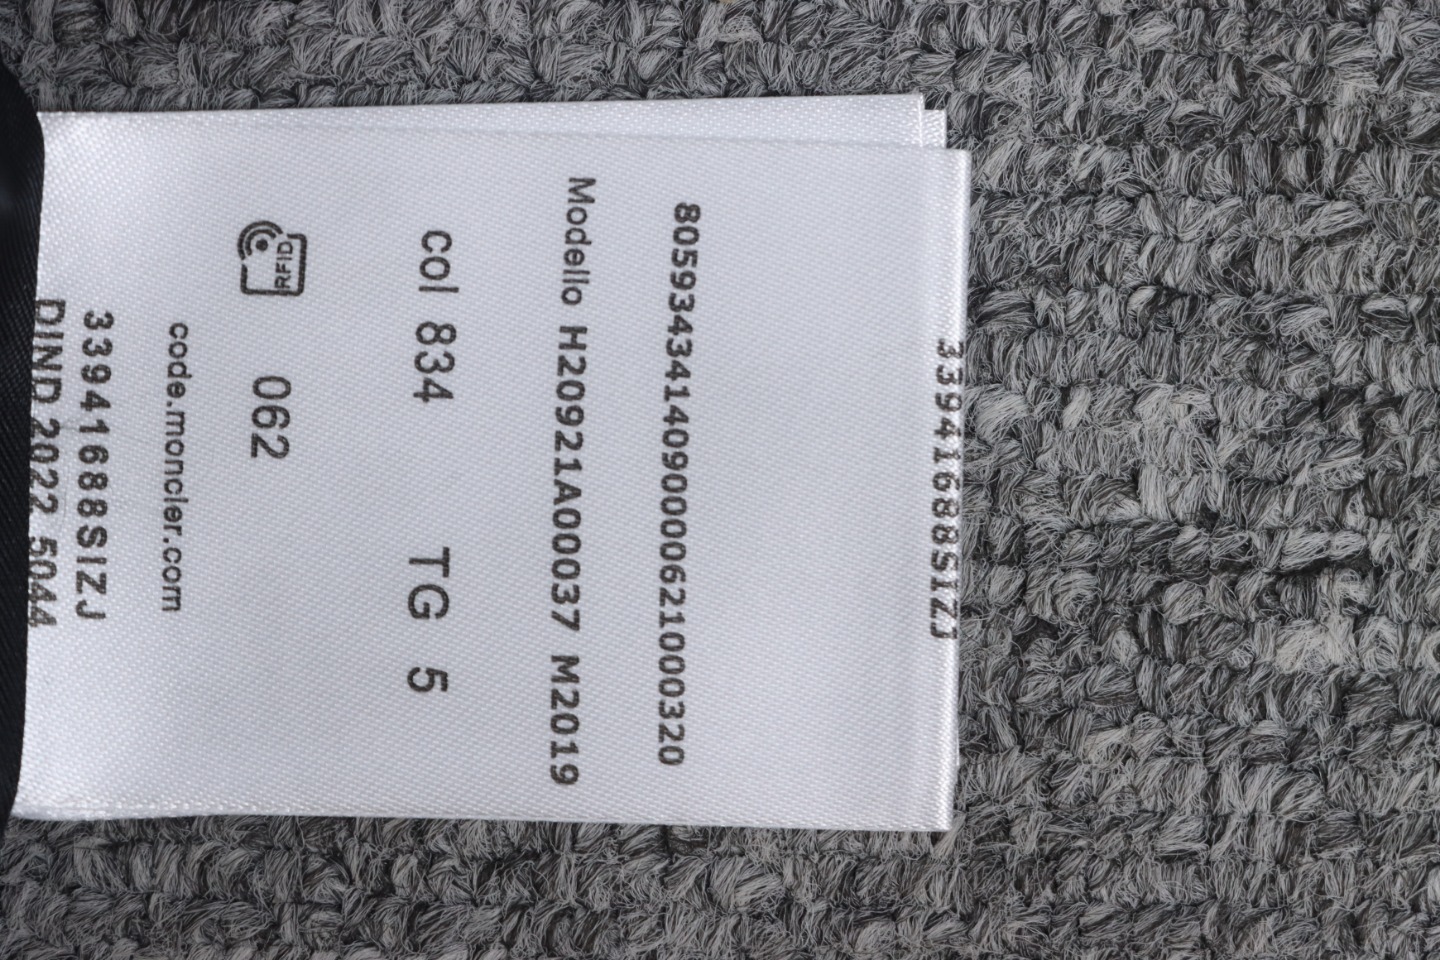 33941688SIZJ
8059343414090000621000320
Modello H20921A00037 M2019
col 834 TG 5
RFID 062
code.moncler.com
33941688SIZJ
DIND 2022 5044